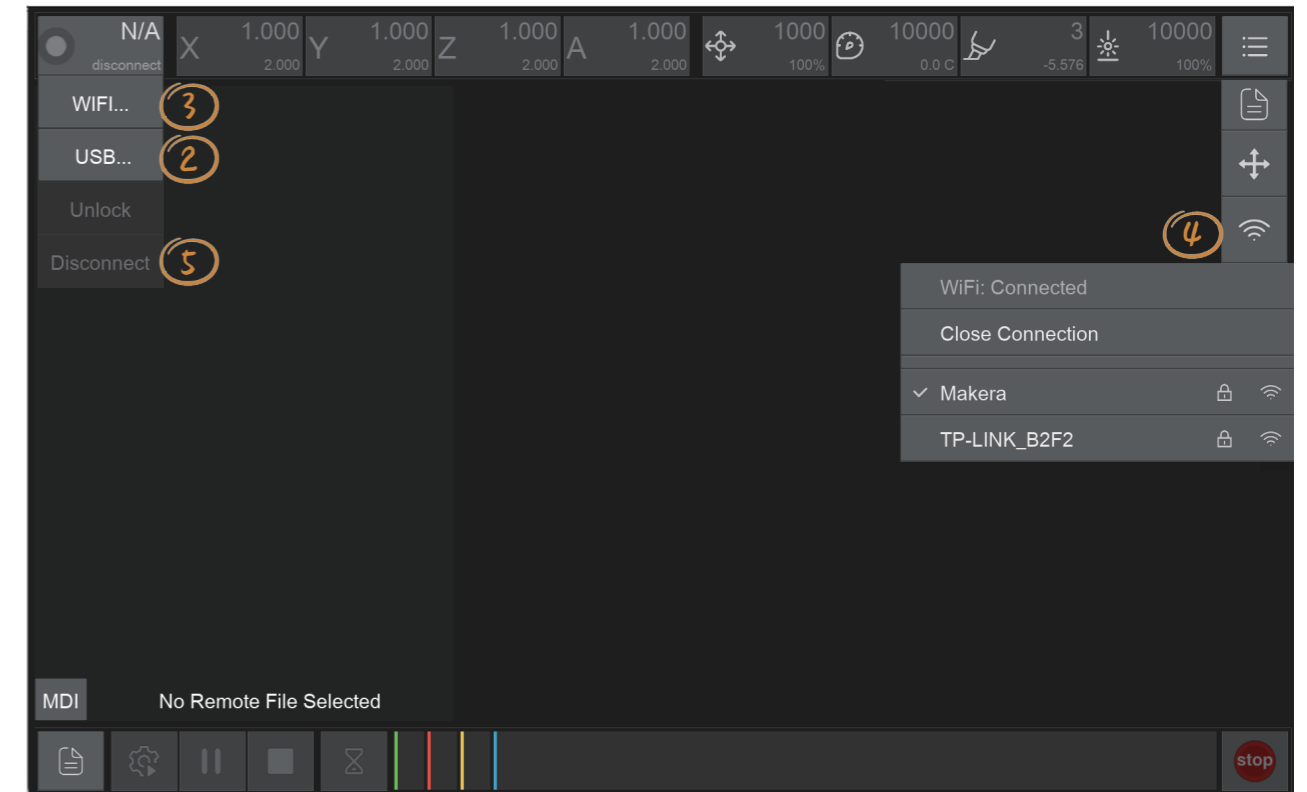 N/A
disconnect
X 1.000
2.000
Y 1.000
2.000
Z 1.000
2.000
A 1.000
2.000
1000
100%
10000
0.0 C
3
-5.576
10000
100%
WIFI... 3
USB... 2
Unlock
Disconnect 5
4
WiFi: Connected
Close Connection
Makera
TP-LINK_B2F2
MDI No Remote File Selected
stop